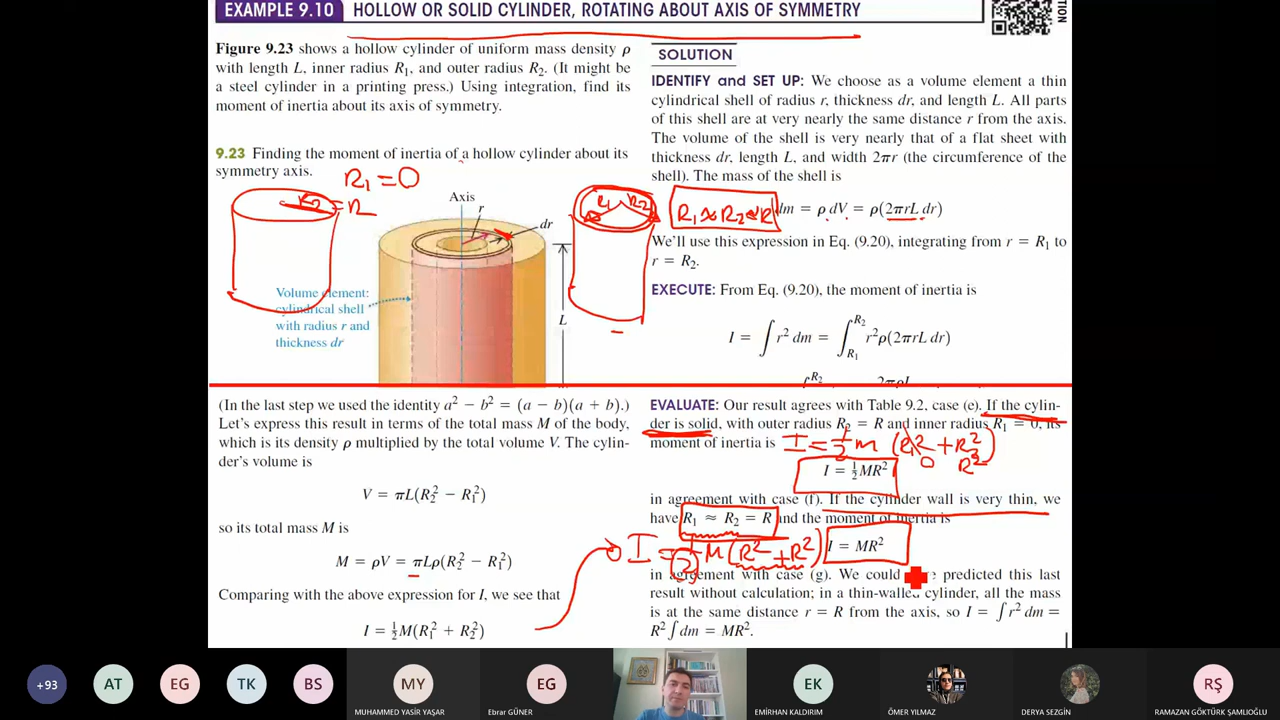 EXAMPLE 9.10 HOLLOW OR SOLID CYLINDER, ROTATING ABOUT AXIS OF SYMMETRY
Figure 9.23 shows a hollow cylinder of uniform mass density ρ
with length L, inner radius R₁, and outer radius R₂. (It might be
a steel cylinder in a printing press.) Using integration, find its
moment of inertia about its axis of symmetry.
9.23 Finding the moment of inertia of a hollow cylinder about its
symmetry axis.
R₁ = 0
R₂ = R
Axis
r
dr
L
Volume element:
cylindrical shell
with radius r and
thickness dr
R₁
R₂
R₁ ≈ R₂ ≈ R
SOLUTION
IDENTIFY and SET UP: We choose as a volume element a thin
cylindrical shell of radius r, thickness dr, and length L. All parts
of this shell are at very nearly the same distance r from the axis.
The volume of the shell is very nearly that of a flat sheet with
thickness dr, length L, and width 2πr (the circumference of the
shell). The mass of the shell is
dm = ρ dV = ρ(2πrL dr)
We'll use this expression in Eq. (9.20), integrating from r = R₁ to
r = R₂.
EXECUTE: From Eq. (9.20), the moment of inertia is
I = ∫ r² dm = ∫_{R₁}^{R₂} r²ρ(2πrL dr)
(In the last step we used the identity a² − b² = (a − b)(a + b).)
Let's express this result in terms of the total mass M of the body,
which is its density ρ multiplied by the total volume V. The cylin-
der's volume is
V = πL(R₂² − R₁²)
so its total mass M is
M = ρV = πLρ(R₂² − R₁²)
Comparing with the above expression for I, we see that
I = ½M(R₁² + R₂²)
EVALUATE: Our result agrees with Table 9.2, case (e). If the cylin-
der is solid, with outer radius R₂ = R and inner radius R₁ = 0, its
moment of inertia is
I = ½ m (R₁² + R₂²)
0 R²
I = ½MR²
in agreement with case (f). If the cylinder wall is very thin, we
have R₁ ≈ R₂ = R and the moment of inertia is
I = ½ M (R² + R²)
I = MR²
in agreement with case (g). We could predicted this last
result without calculation; in a thin-walled cylinder, all the mass
is at the same distance r = R from the axis, so I = ∫ r² dm =
R² ∫ dm = MR².
+93
AT
EG
TK
BS
MY
MUHAMMED YASİR YAŞAR
EG
Ebrar GÜNER
EK
EMİRHAN KALDIRIM
ÖMER YILMAZ
DERYA SEZGİN
RŞ
RAMAZAN GÖKTÜRK ŞAMLIOĞLU